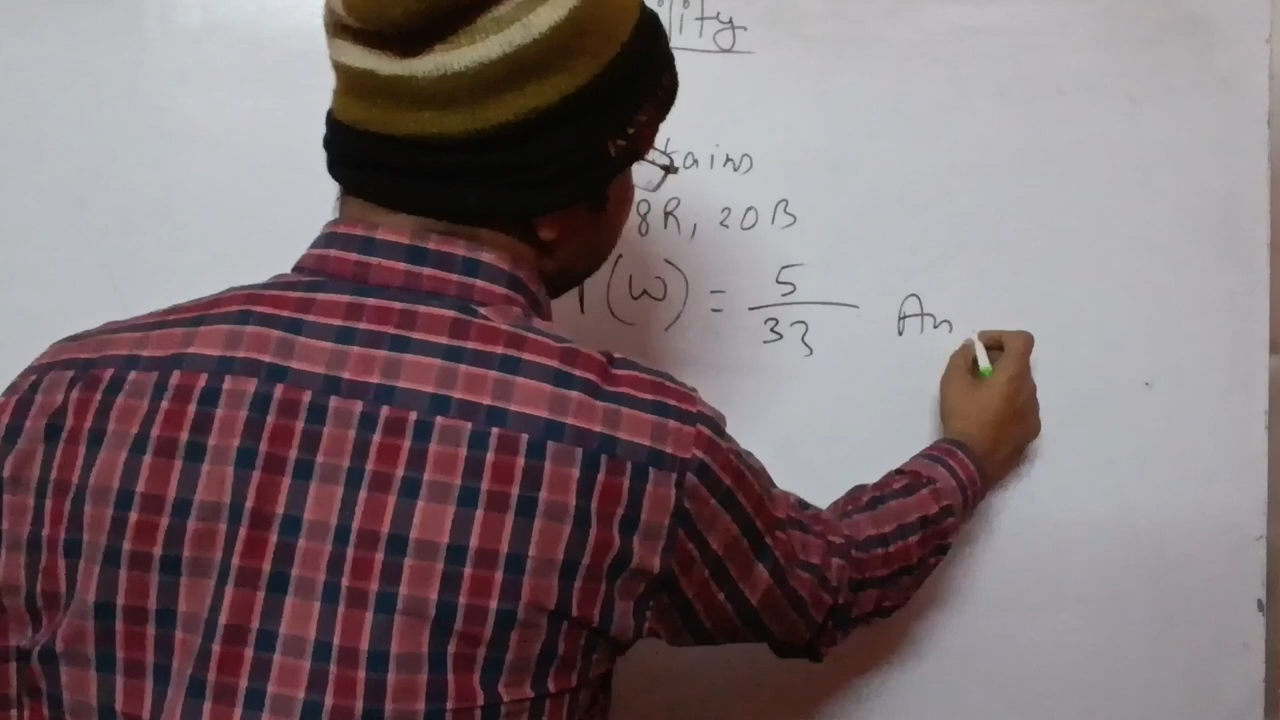 ility
tains
8R, 20B
P(W) = 5/33 An